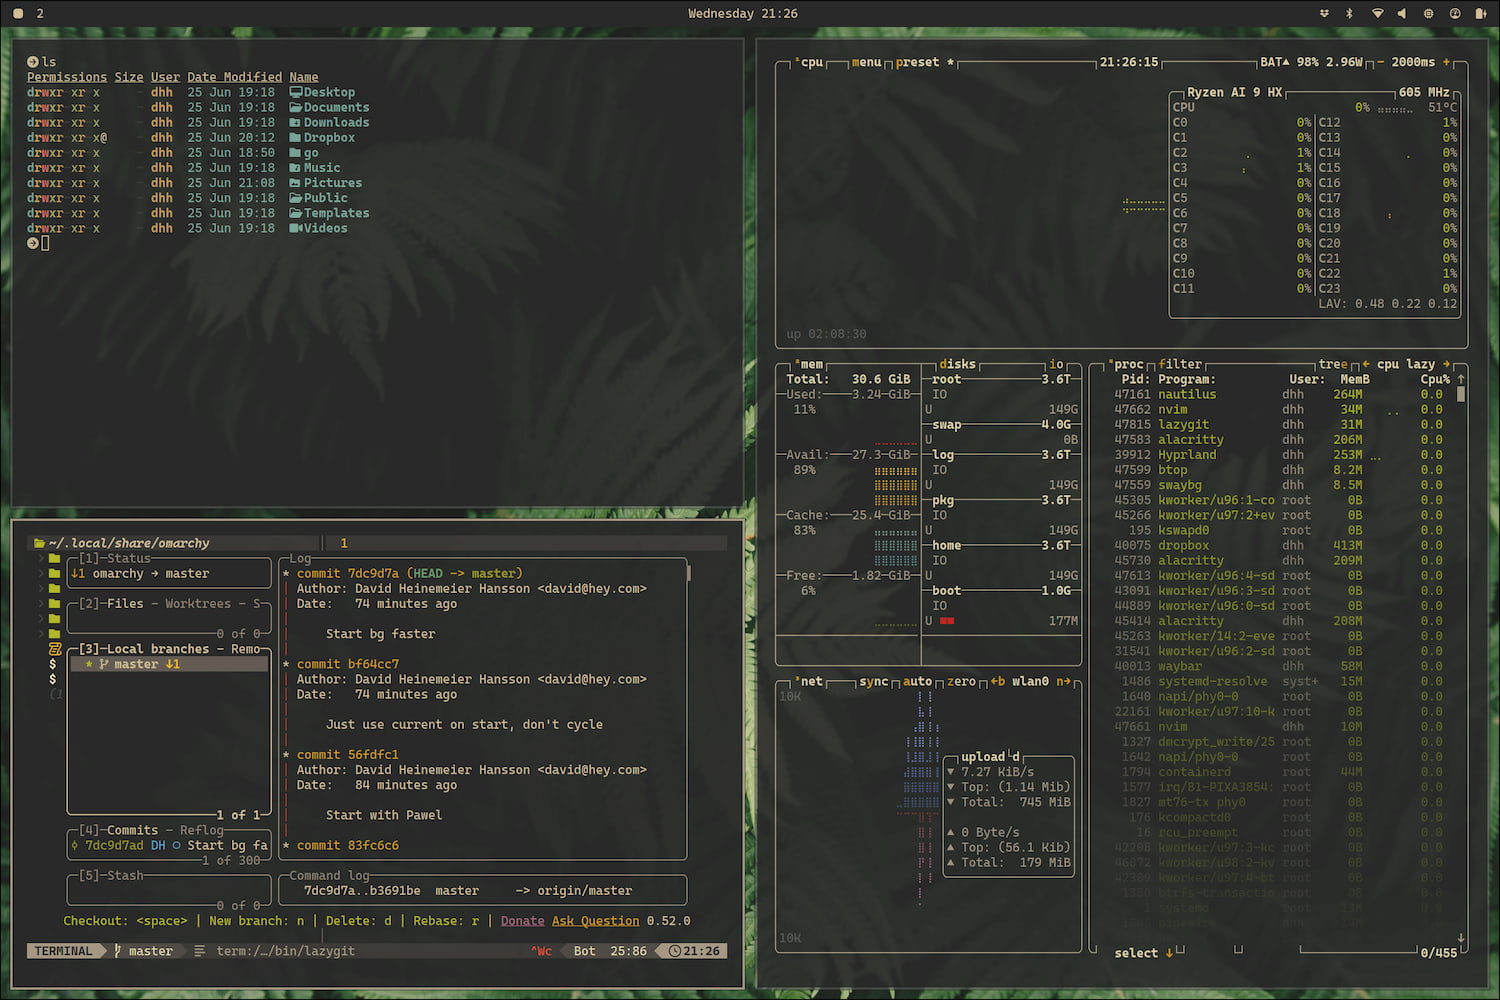 2
Wednesday 21:26
ls
Permissions Size User Date Modified Name
drwxr-xr-x - dhh 25 Jun 19:18 Desktop
drwxr-xr-x - dhh 25 Jun 19:18 Documents
drwxr-xr-x - dhh 25 Jun 19:18 Downloads
drwxr-xr-x@ - dhh 25 Jun 20:12 Dropbox
drwxr-xr-x - dhh 25 Jun 18:50 go
drwxr-xr-x - dhh 25 Jun 19:18 Music
drwxr-xr-x - dhh 25 Jun 21:08 Pictures
drwxr-xr-x - dhh 25 Jun 19:18 Public
drwxr-xr-x - dhh 25 Jun 19:18 Templates
drwxr-xr-x - dhh 25 Jun 19:18 Videos
~/.local/share/omarchy 1
[1]-Status
↓1 omarchy → master
[2]-Files - Worktrees - S
0 of 0
[3]-Local branches - Remo
* master ↓1
1 of 1
[4]-Commits - Reflog
7dc9d7ad DH Start bg fa
1 of 300
[5]-Stash
0 of 0
$
$
(1
Log
* commit 7dc9d7a (HEAD -> master)
Author: David Heinemeier Hansson <david@hey.com>
Date: 74 minutes ago
Start bg faster
* commit bf64cc7
Author: David Heinemeier Hansson <david@hey.com>
Date: 74 minutes ago
Just use current on start, don't cycle
* commit 56fdfc1
Author: David Heinemeier Hansson <david@hey.com>
Date: 84 minutes ago
Start with Pawel
* commit 83fc6c6
Command log
7dc9d7a..b3691be master -> origin/master
Checkout: <space> | New branch: n | Delete: d | Rebase: r | Donate Ask Question 0.52.0
TERMINAL master term:/…/bin/lazygit ^Wc Bot 25:86 21:26
¹cpu menu preset * 21:26:15 BAT▲ 98% 2.96W - 2000ms +
Ryzen AI 9 HX 605 MHz
CPU 0% 51°C
C0 0% C12 1%
C1 0% C13 0%
C2 1% C14 0%
C3 1% C15 0%
C4 0% C16 0%
C5 0% C17 0%
C6 0% C18 0%
C7 0% C19 0%
C8 0% C20 0%
C9 0% C21 0%
C10 0% C22 1%
C11 0% C23 0%
LAV: 0.48 0.22 0.12
up 02:08:30
²mem
Total: 30.6 GiB
Used: 3.24 GiB
11%
Avail: 27.3 GiB
89%
Cache: 25.4 GiB
83%
Free: 1.82 GiB
6%
disks io
root 3.6T
IO
U 149G
swap 4.0G
U 0B
log 3.6T
IO
U 149G
pkg 3.6T
IO
U 149G
home 3.6T
IO
U 149G
boot 1.0G
IO
U 177M
³net sync auto zero ←b wlan0 n→
10K
upload d
▼ 7.27 KiB/s
▼ Top: (1.14 Mib)
▼ Total: 745 MiB
▲ 0 Byte/s
▲ Top: (56.1 Kib)
▲ Total: 179 MiB
10K
⁴proc filter tree ← cpu lazy →
Pid: Program: User: MemB Cpu% ↑
47161 nautilus dhh 264M 0.0
47662 nvim dhh 34M 0.0
47815 lazygit dhh 31M 0.0
47583 alacritty dhh 206M 0.0
39912 Hyprland dhh 253M 0.0
47599 btop dhh 8.2M 0.0
47559 swaybg dhh 8.5M 0.0
45305 kworker/u96:1-co root 0B 0.0
45266 kworker/u97:2+ev root 0B 0.0
195 kswapd0 root 0B 0.0
40075 dropbox dhh 413M 0.0
45730 alacritty dhh 209M 0.0
47613 kworker/u96:4-sd root 0B 0.0
43091 kworker/u96:3-sd root 0B 0.0
44889 kworker/u96:0-sd root 0B 0.0
45414 alacritty dhh 208M 0.0
45263 kworker/14:2-eve root 0B 0.0
31541 kworker/u96:2-sd root 0B 0.0
40013 waybar dhh 58M 0.0
1486 systemd-resolve syst+ 15M 0.0
1640 napi/phy0-0 root 0B 0.0
22161 kworker/u97:10-k root 0B 0.0
47661 nvim dhh 10M 0.0
1327 dmcrypt_write/25 root 0B 0.0
1642 napi/phy0-0 root 0B 0.0
1794 containerd root 44M 0.0
1577 irq/81-PIXA3854: root 0B 0.0
1827 mt76-tx phy0 root 0B 0.0
176 kcompactd0 root 0B 0.0
16 rcu_preempt root 0B 0.0
42208 kworker/u97:3-kc root 0B 0.0
46072 kworker/u98:2-kv root 0B 0.0
42309 kworker/u97:4-bt root 0B 0.0
1380 btrfs-transactio root 0B 0.0
1 systemd root 13M 0.0
select ↓ 0/455